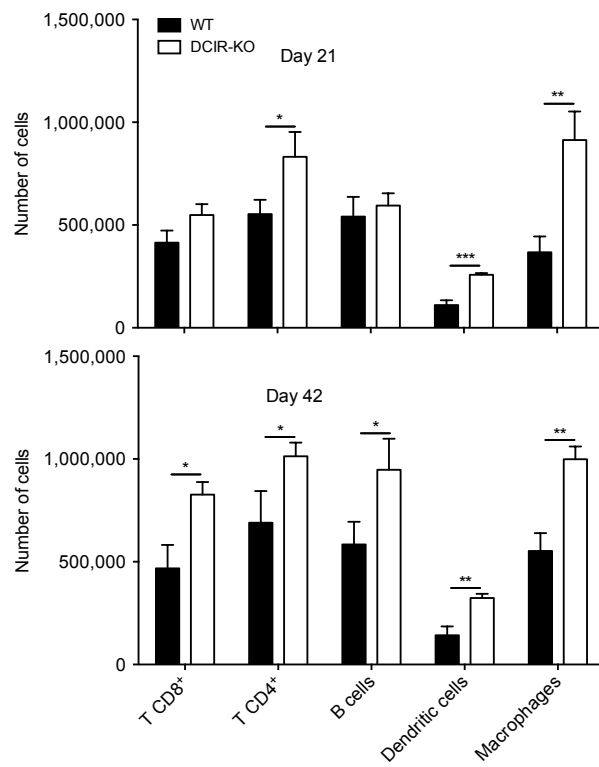 WT
DCIR-KO
Day 21
Number of cells
1,500,000
1,000,000
500,000
0
*
***
**
Day 42
Number of cells
1,500,000
1,000,000
500,000
0
*
*
*
**
**
T CD8⁺
T CD4⁺
B cells
Dendritic cells
Macrophages